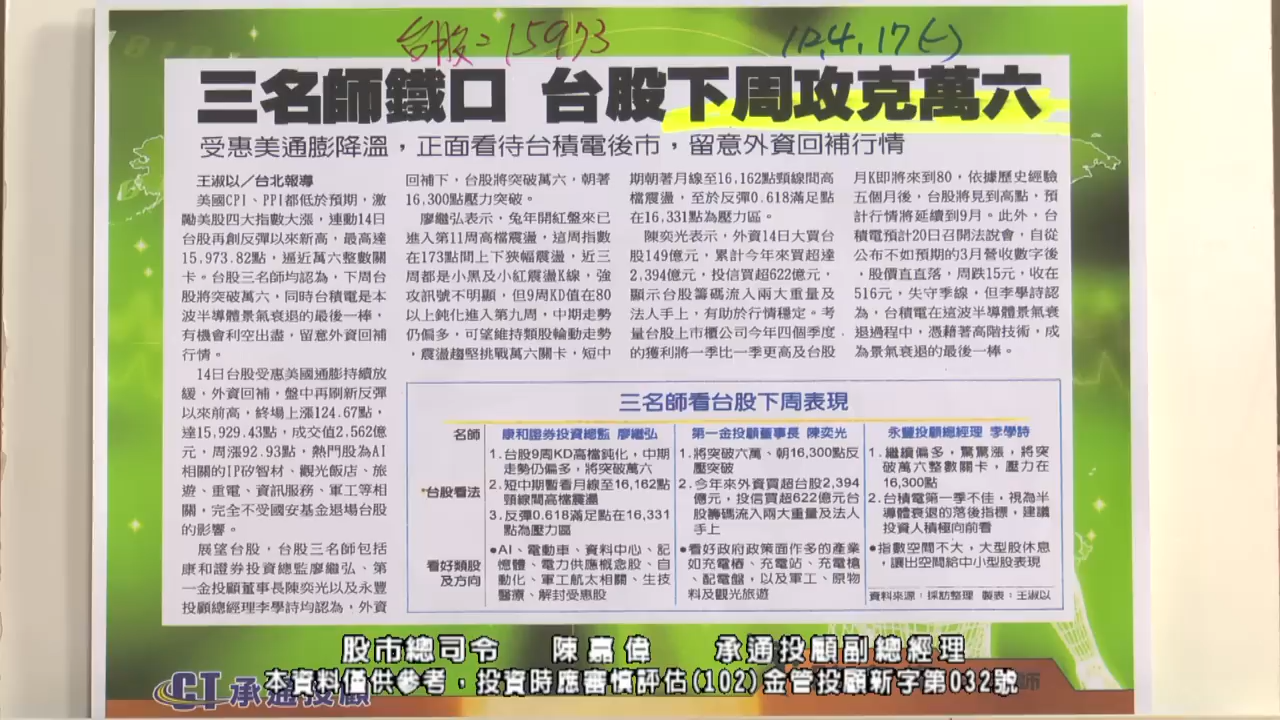 台股=15973
112.4.17(一)
三名師鐵口 台股下周攻克萬六
受惠美通膨降溫，正面看待台積電後市，留意外資回補行情
王淑以／台北報導
美國CPI、PPI都低於預期，激
勵美股四大指數大漲，連動14日
台股再創反彈以來新高，最高達
15,973.82點，逼近萬六整數關
卡。台股三名師均認為，下周台
股將突破萬六，同時台積電是本
波半導體景氣衰退的最後一棒，
有機會利空出盡，留意外資回補
行情。
14日台股受惠美國通膨持續放
緩，外資回補，盤中再刷新反彈
以來前高，終場上漲124.67點，
達15,929.43點，成交值2,562億
元，周漲92.93點，熱門股為AI
相關的IP矽智材、觀光飯店、旅
遊、重電、資訊服務、軍工等相
關，完全不受國安基金退場台股
的影響。
展望台股，台股三名師包括
康和證券投資總監廖繼弘、第
一金投顧董事長陳奕光以及永豐
投顧總經理李學詩均認為，外資
回補下，台股將突破萬六，朝著
16,300點壓力突破。
廖繼弘表示，兔年開紅盤來已
進入第11周高檔震盪，這周指數
在173點間上下狹幅震盪，近三
周都是小黑及小紅震盪K線，強
攻訊號不明顯，但9周KD值在80
以上鈍化進入第九周，中期走勢
仍偏多，可望維持類股輪動走勢
，震盪趨堅挑戰萬六關卡，短中
期朝著月線至16,162點頸線間高
檔震盪，至於反彈0.618滿足點
在16,331點為壓力區。
陳奕光表示，外資14日大買台
股149億元，累計今年來買超達
2,394億元，投信買超622億元，
顯示台股籌碼流入兩大重量及
法人手上，有助於行情穩定。考
量台股上市櫃公司今年四個季度
的獲利將一季比一季更高及台股
月K即將來到80，依據歷史經驗
五個月後，台股將見到高點，預
計行情將延續到9月。此外，台
積電預計20日召開法說會，自從
公布不如預期的3月營收數字後
，股價直直落，周跌15元，收在
516元，失守季線，但李學詩認
為，台積電在這波半導體景氣衰
退過程中，憑藉著高階技術，成
為景氣衰退的最後一棒。
三名師看台股下周表現
名師 康和證券投資總監 廖繼弘 第一金投顧董事長 陳奕光 永豐投顧總經理 李學詩
台股看法
1.台股9周KD高檔鈍化，中期
走勢仍偏多，將突破萬六
2.短中期暫看月線至16,162點
頸線間高檔震盪
3.反彈0.618滿足點在16,331
點為壓力區
1.將突破六萬、朝16,300點反
壓突破
2.今年來外資買超台股2,394
億元，投信買超622億元台
股籌碼流入兩大重量及法人
手上
1.繼續偏多，驚驚漲，將突
破萬六整數關卡，壓力在
16,300點
2.台積電第一季不佳，視為半
導體衰退的落後指標，建議
投資人積極向前看
看好類股
及方向
●AI、電動車、資料中心、記
憶體、電力供應概念股、自
動化、軍工航太相關、生技
醫療、解封受惠股
●看好政府政策面作多的產業
如充電樁、充電站、充電槍
、配電盤，以及軍工、原物
料及觀光旅遊
●指數空間不大，大型股休息
，讓出空間給中小型股表現
資料來源：採訪整理 製表：王淑以
股市總司令 陳嘉偉 承通投顧副總經理
本資料僅供參考，投資時應審慎評估(102)金管投顧新字第032號
CT承通投顧